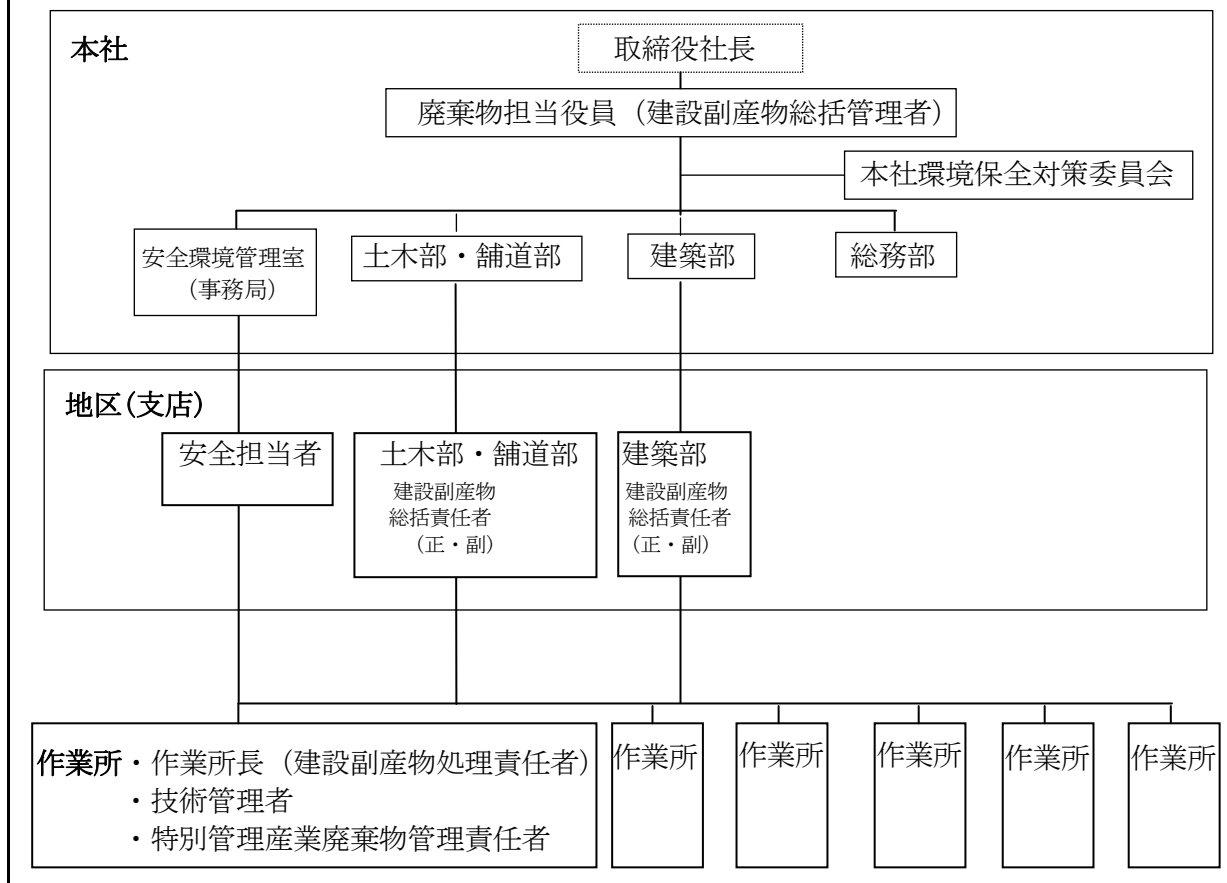 本社
取締役社長
廃棄物担当役員（建設副産物総括管理者）
本社環境保全対策委員会
安全環境管理室
（事務局）
土木部・舗道部
建築部
総務部
地区（支店）
安全担当者
土木部・舗道部
建設副産物
総括責任者
（正・副）
建築部
建設副産物
総括責任者
（正・副）
作業所・作業所長（建設副産物処理責任者）
・技術管理者
・特別管理産業廃棄物管理責任者
作業所
作業所
作業所
作業所
作業所